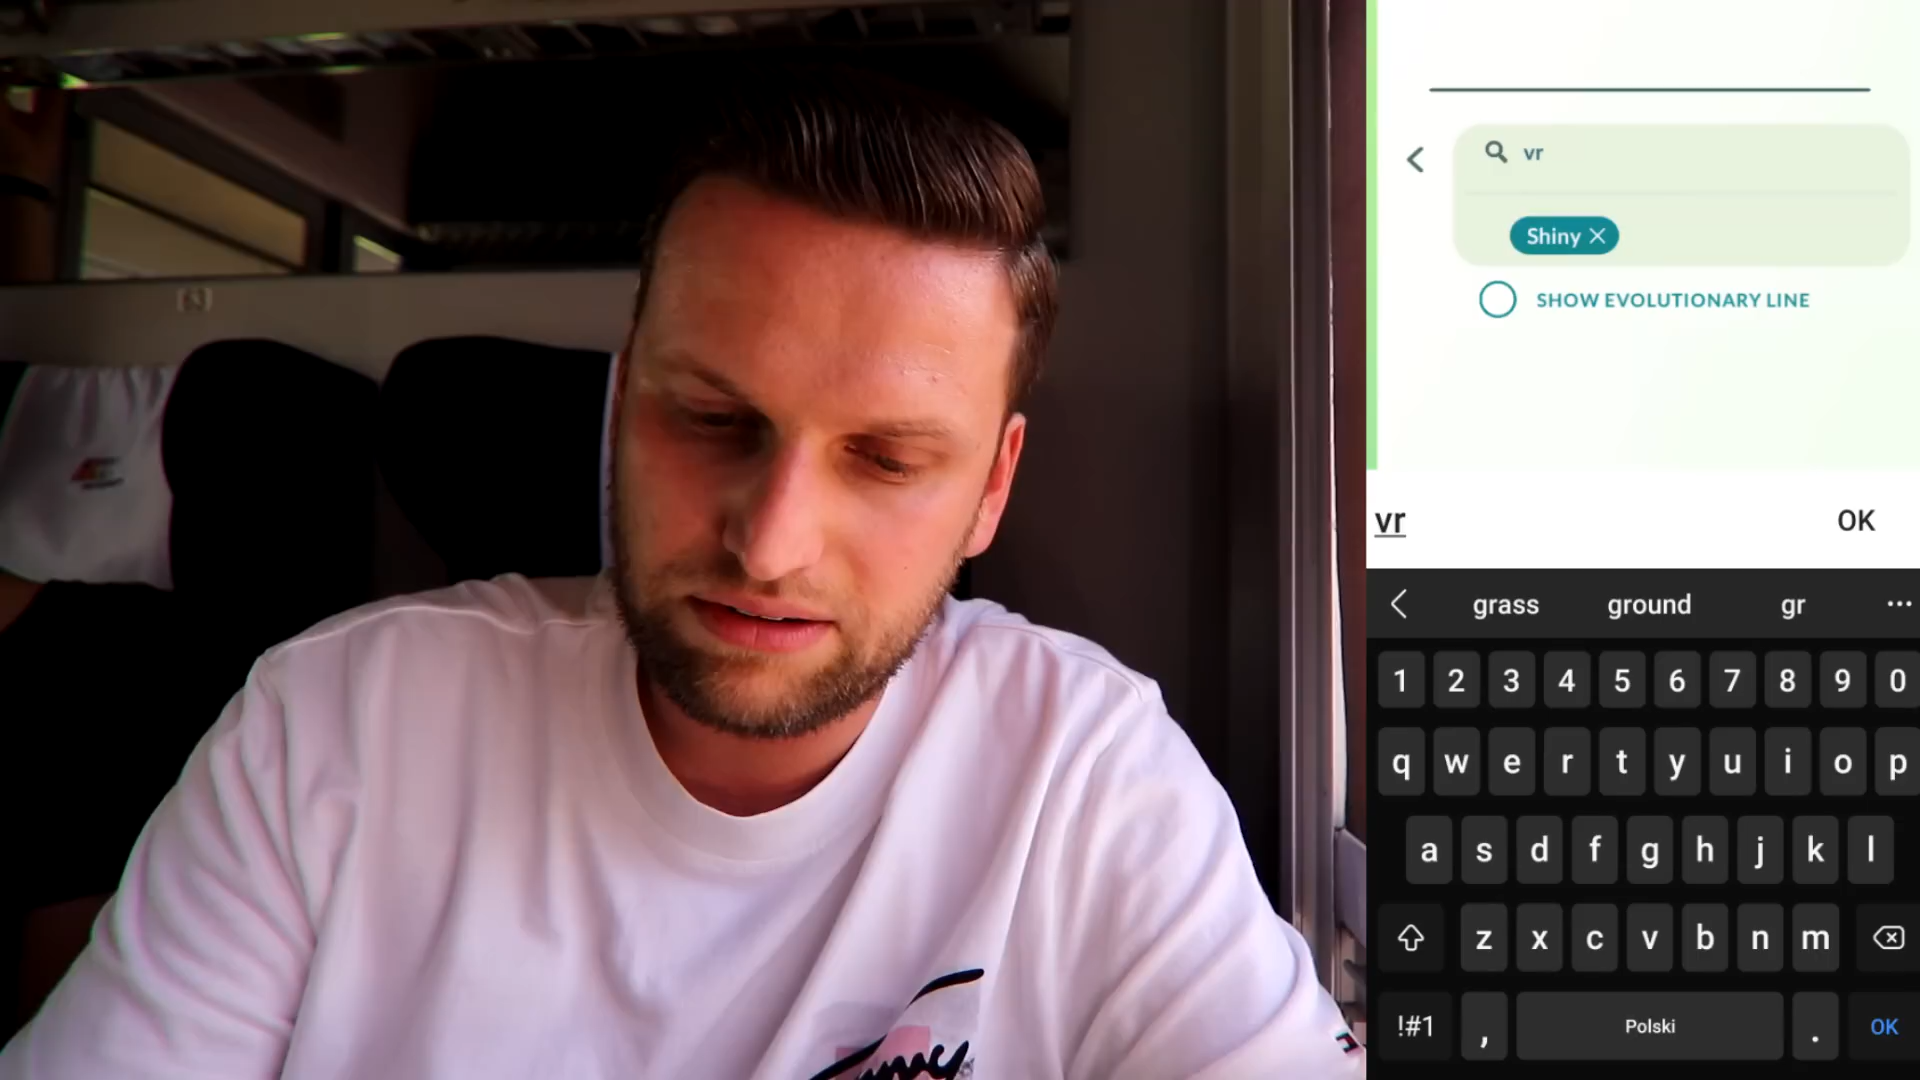 vr
Shiny
SHOW EVOLUTIONARY LINE
vr OK
grass ground gr
1 2 3 4 5 6 7 8 9 0
q w e r t y u i o p
a s d f g h j k l
z x c v b n m
!#1 , Polski . OK